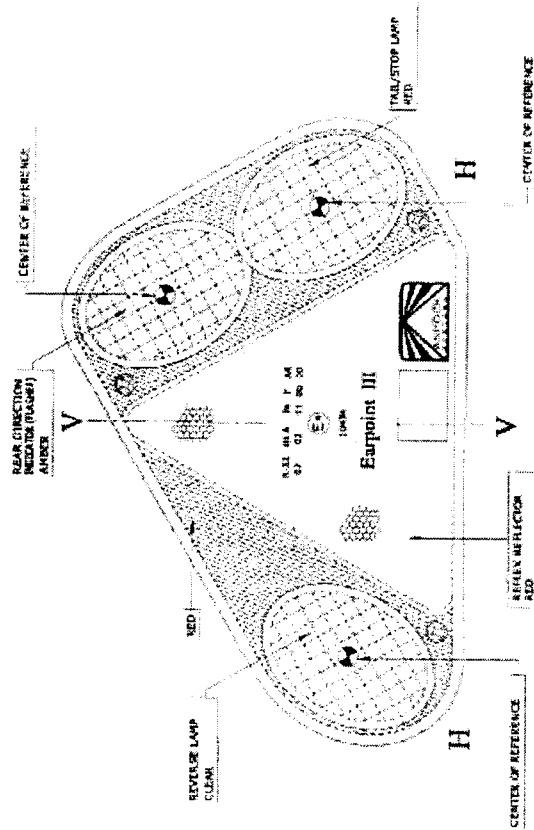 REAR DIRECTION
INDICATOR (FLASHER)
AMBER
CENTER OF REFERENCE
TAIL/STOP LAMP
RED
CENTER OF REFERENCE
REVERSE LAMP
CLEAR
RED
V
H
H
V
Earpoint III
REFLEX REFLECTOR
RED
CENTER OF REFERENCE